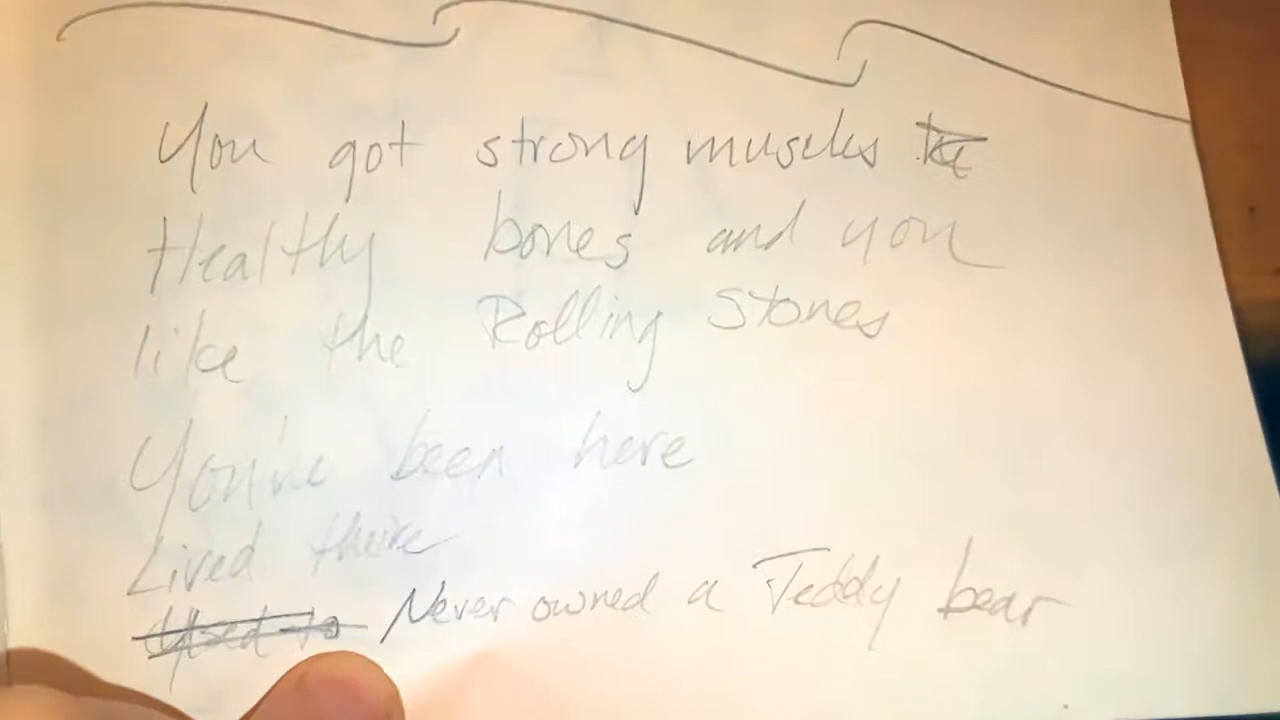 You got strong muscles
Healthy bones and you
like the Rolling Stones
You've been here
Lived there
Used to Never owned a Teddy bear